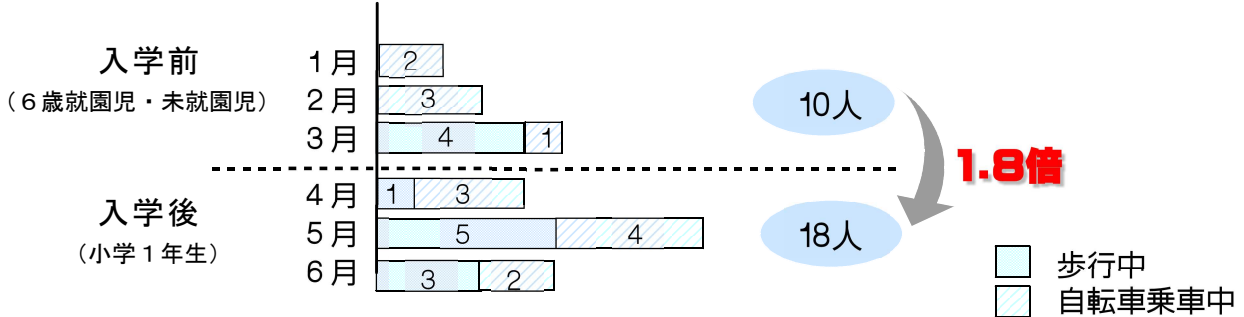 入学前
(６歳就園児・未就園児)
1月 2
2月 3
3月 4 1
10人
1.8倍
入学後
(小学１年生)
4月 1 3
5月 5 4
6月 3 2
18人
歩行中
自転車乗車中